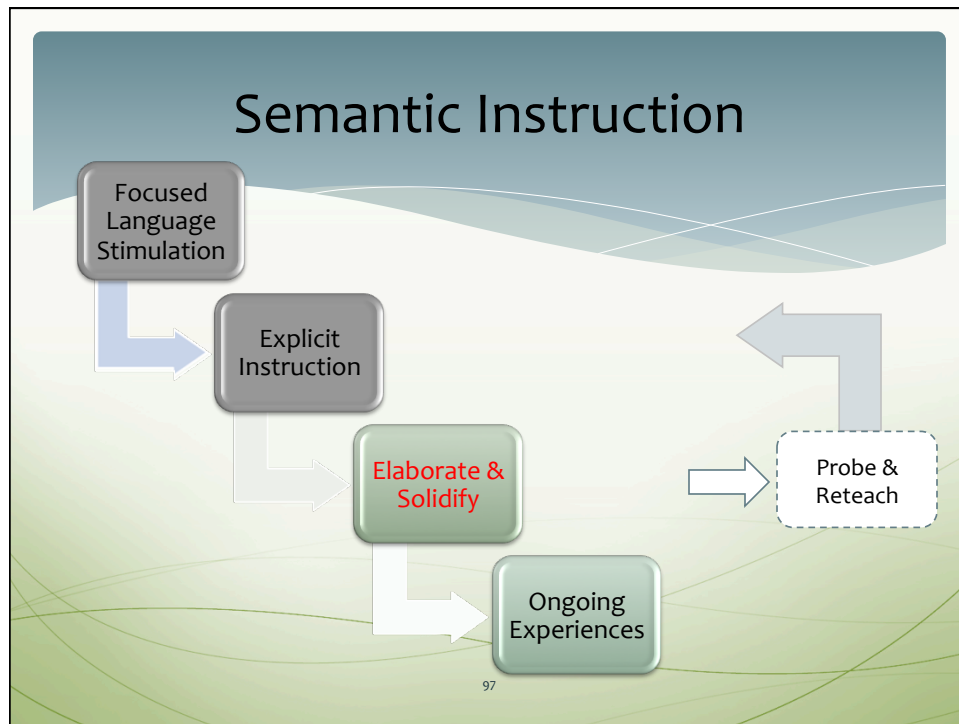 Semantic Instruction
Focused
Language
Stimulation
Explicit
Instruction
Elaborate &
Solidify
Probe &
Reteach
Ongoing
Experiences
97